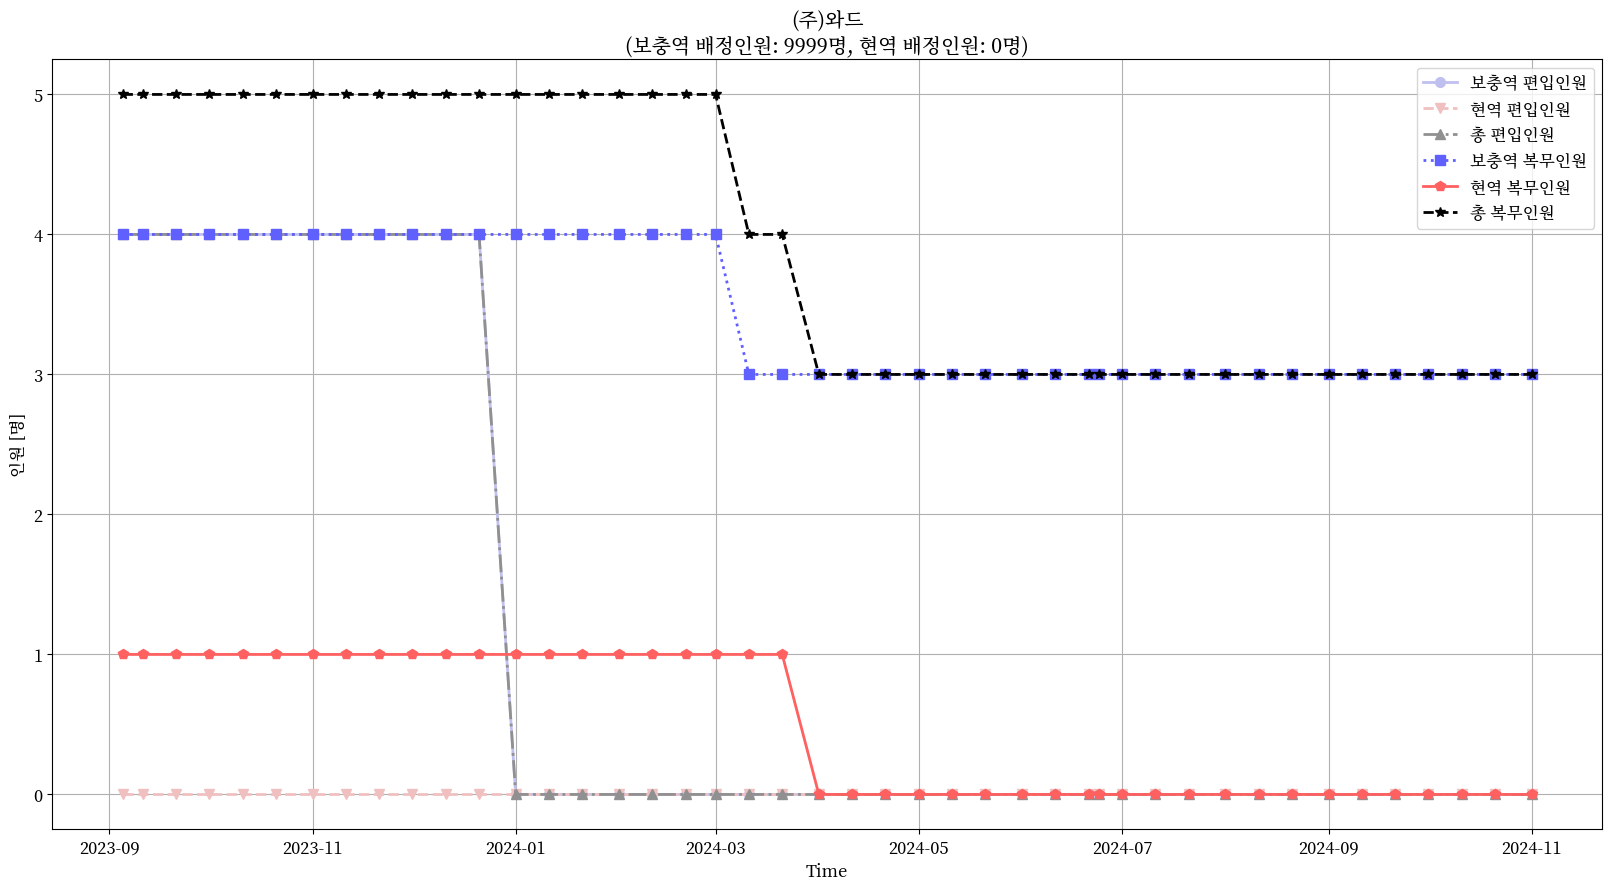 (주)와드
(보충역 배정인원: 9999명, 현역 배정인원: 0명)
보충역 편입인원
현역 편입인원
총 편입인원
보충역 복무인원
현역 복무인원
총 복무인원
인원 [명]
5
4
3
2
1
0
2023-09
2023-11
2024-01
2024-03
2024-05
2024-07
2024-09
2024-11
Time